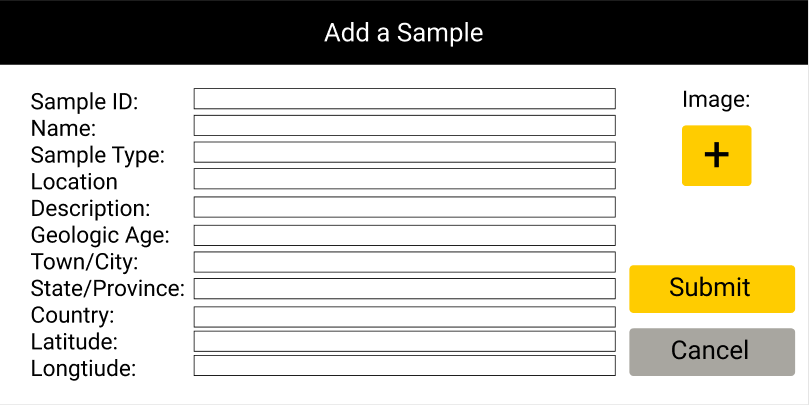 Add a Sample
Sample ID:
Name:
Sample Type:
Location
Description:
Geologic Age:
Town/City:
State/Province:
Country:
Latitude:
Longtiude:
Image:
+
Submit
Cancel